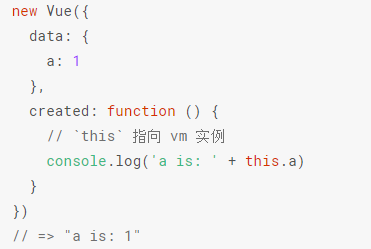 new Vue({
  data: {
    a: 1
  },
  created: function () {
    // `this` 指向 vm 实例
    console.log('a is: ' + this.a)
  }
})
// => "a is: 1"